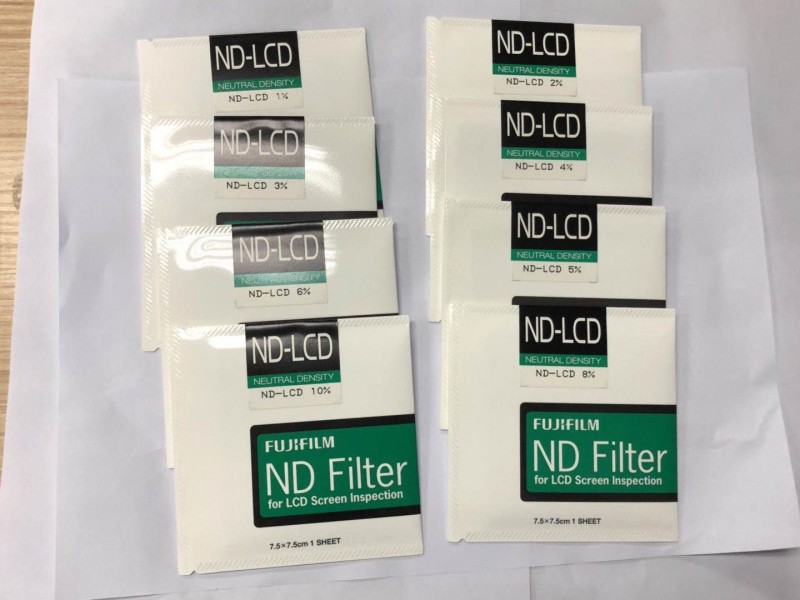 ND-LCD
NEUTRAL DENSITY
ND-LCD 1%
ND-LCD
NEUTRAL DENSITY
ND-LCD 3%
ND-LCD
NEUTRAL DENSITY
ND-LCD 6%
ND-LCD
NEUTRAL DENSITY
ND-LCD 10%
FUJIFILM
ND Filter
for LCD Screen Inspection
7.5×7.5cm 1 SHEET
ND-LCD
NEUTRAL DENSITY
ND-LCD 2%
ND-LCD
NEUTRAL DENSITY
ND-LCD 4%
ND-LCD
NEUTRAL DENSITY
ND-LCD 5%
ND-LCD
NEUTRAL DENSITY
ND-LCD 8%
FUJIFILM
ND Filter
for LCD Screen Inspection
7.5×7.5cm 1 SHEET